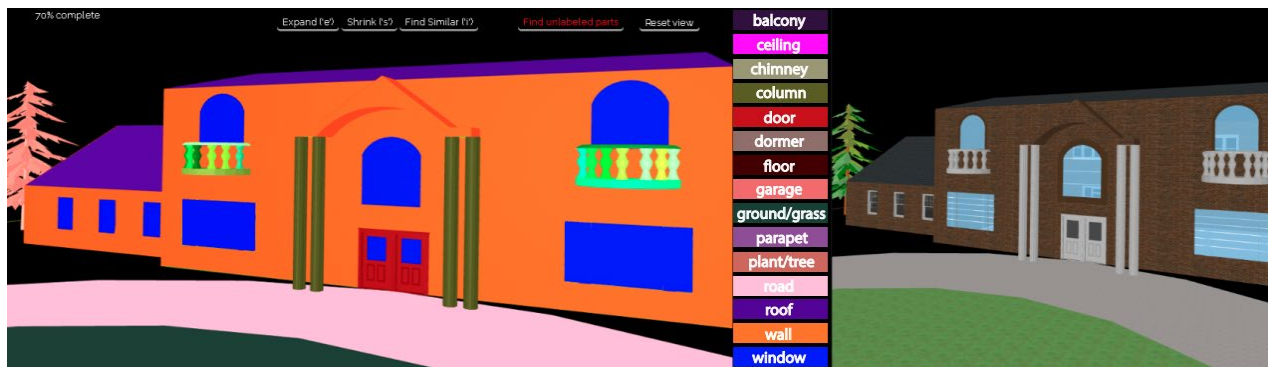 70% complete
Expand ('e') Shrink ('s') Find Similar ('i') Find unlabeled parts Reset view
balcony
ceiling
chimney
column
door
dormer
floor
garage
ground/grass
parapet
plant/tree
road
roof
wall
window